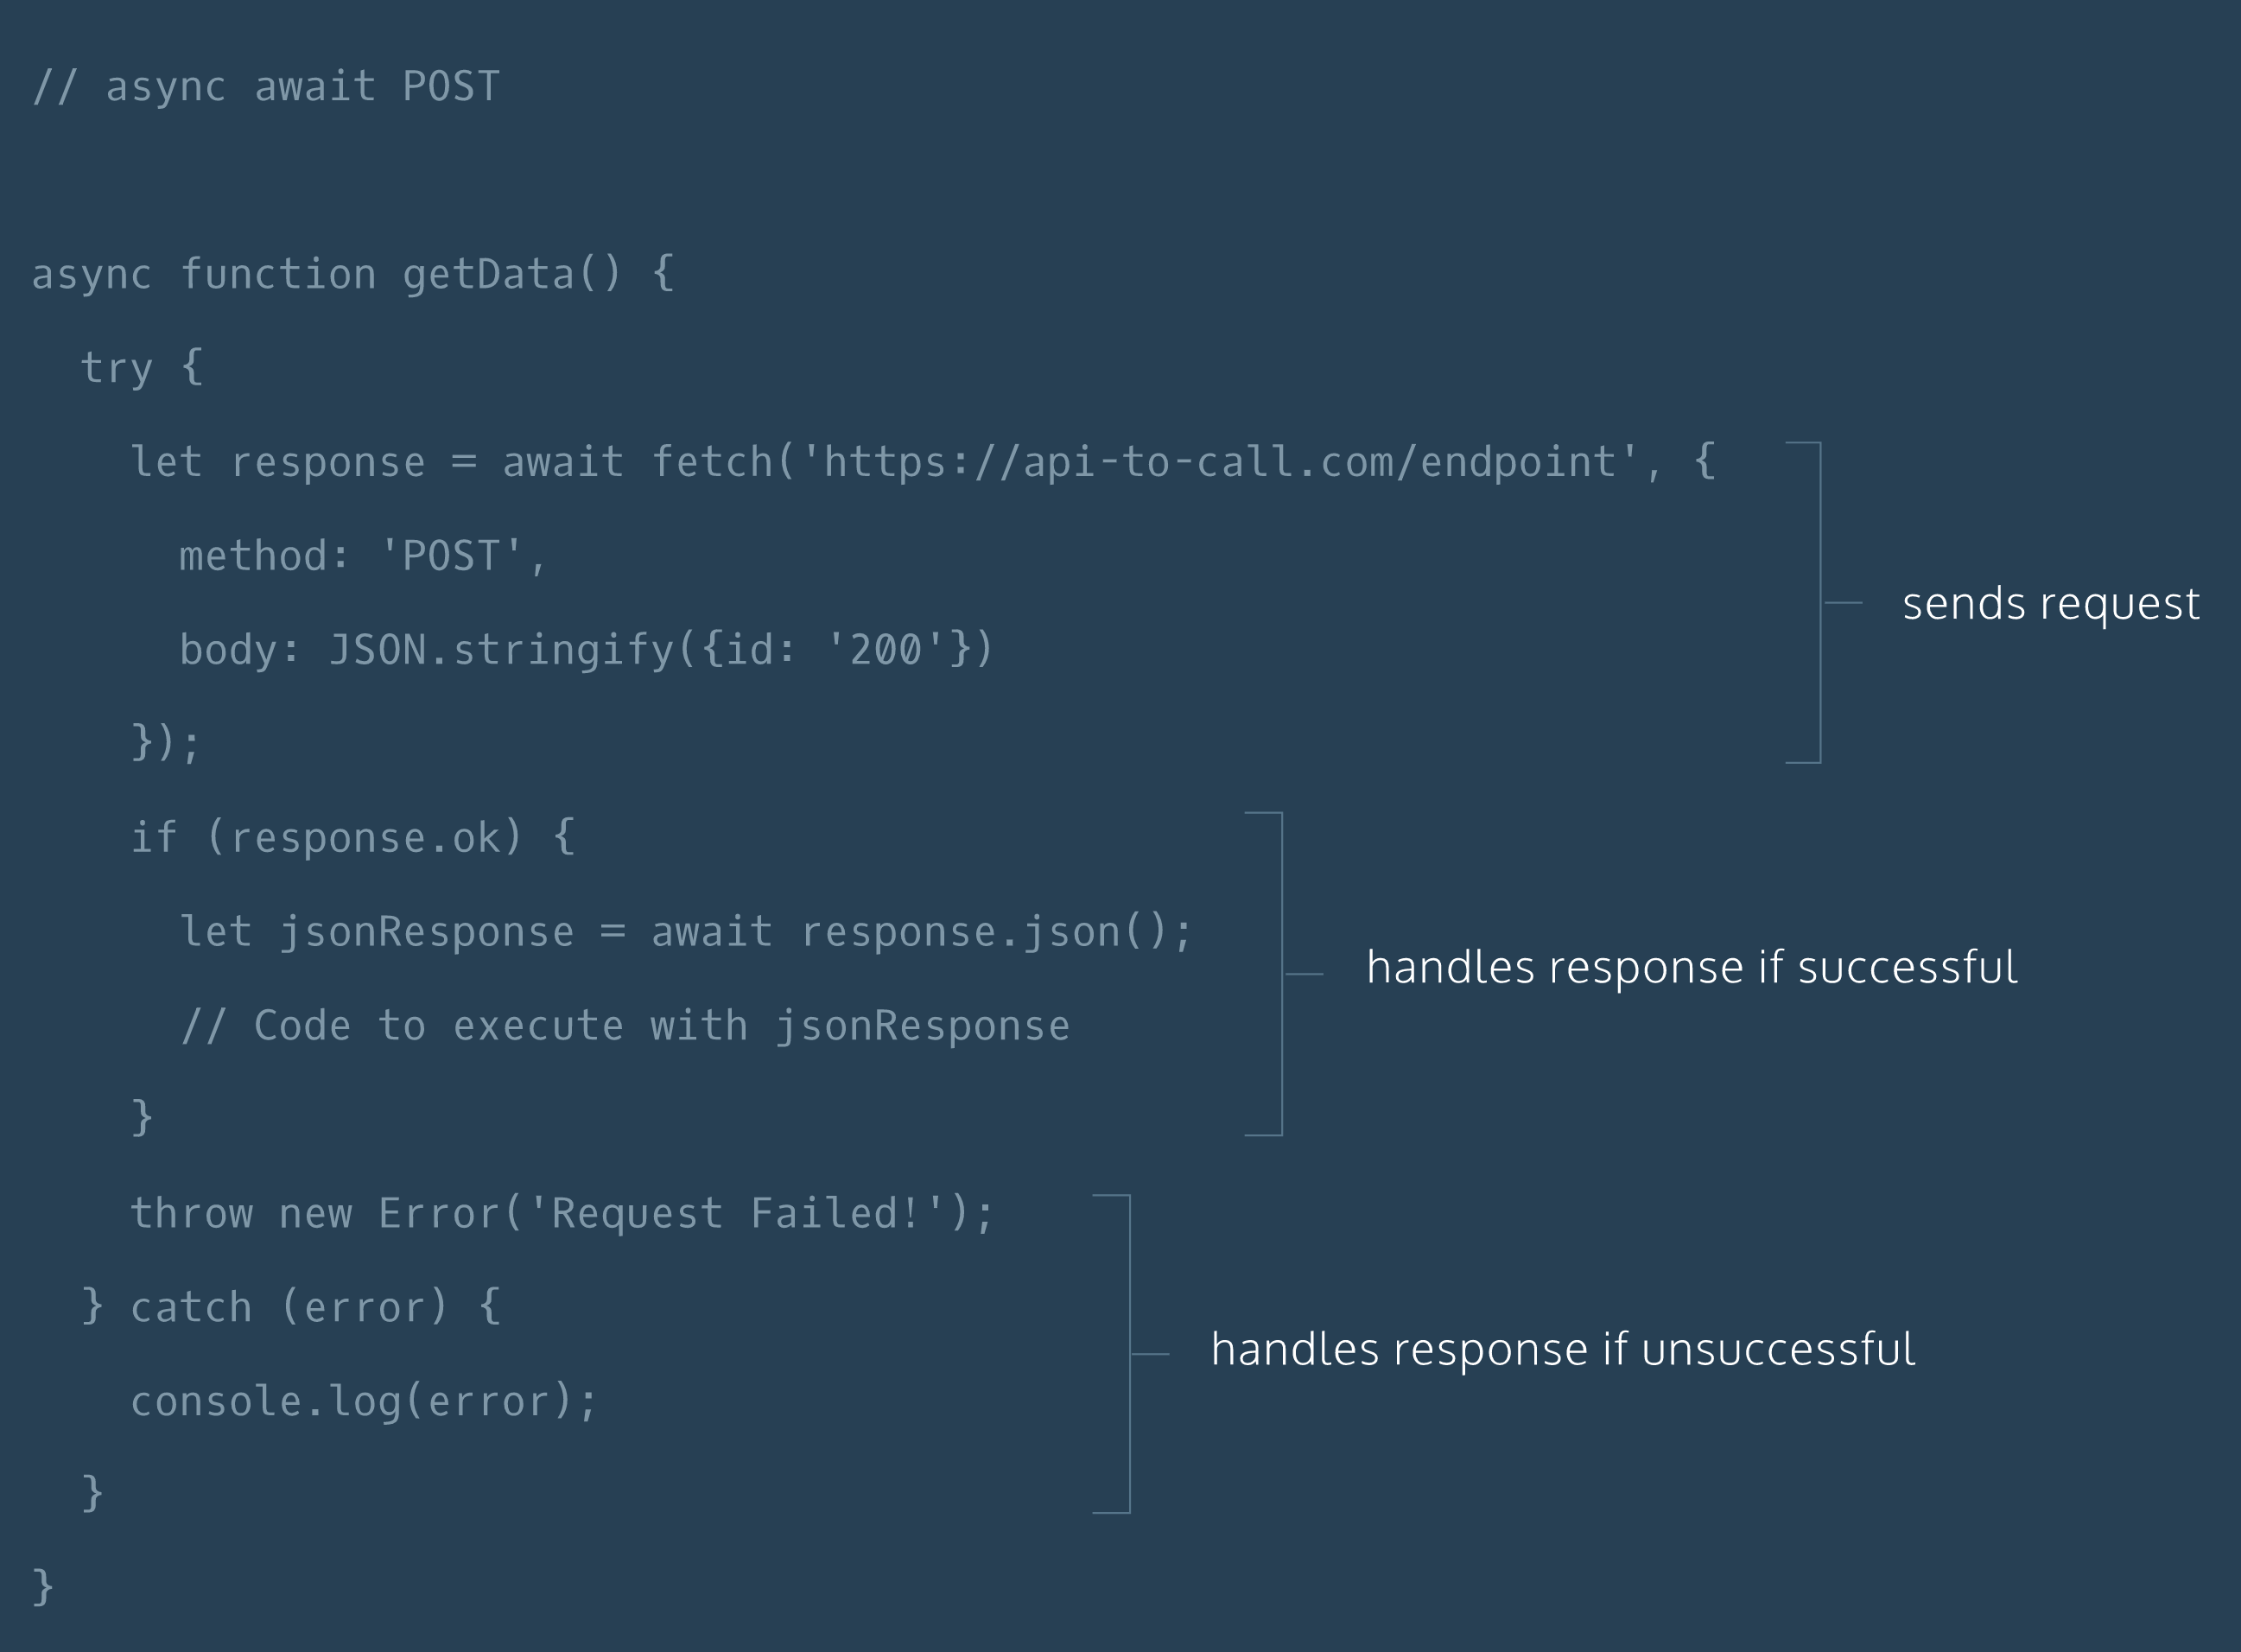 // async await POST
async function getData() {
try {
let response = await fetch('https://api-to-call.com/endpoint', {
method: 'POST',
body: JSON.stringify({id: '200'})
});
sends request
if (response.ok) {
let jsonResponse = await response.json();
// Code to execute with jsonResponse
}
handles response if successful
throw new Error('Request Failed!');
} catch (error) {
console.log(error);
}
handles response if unsuccessful
}